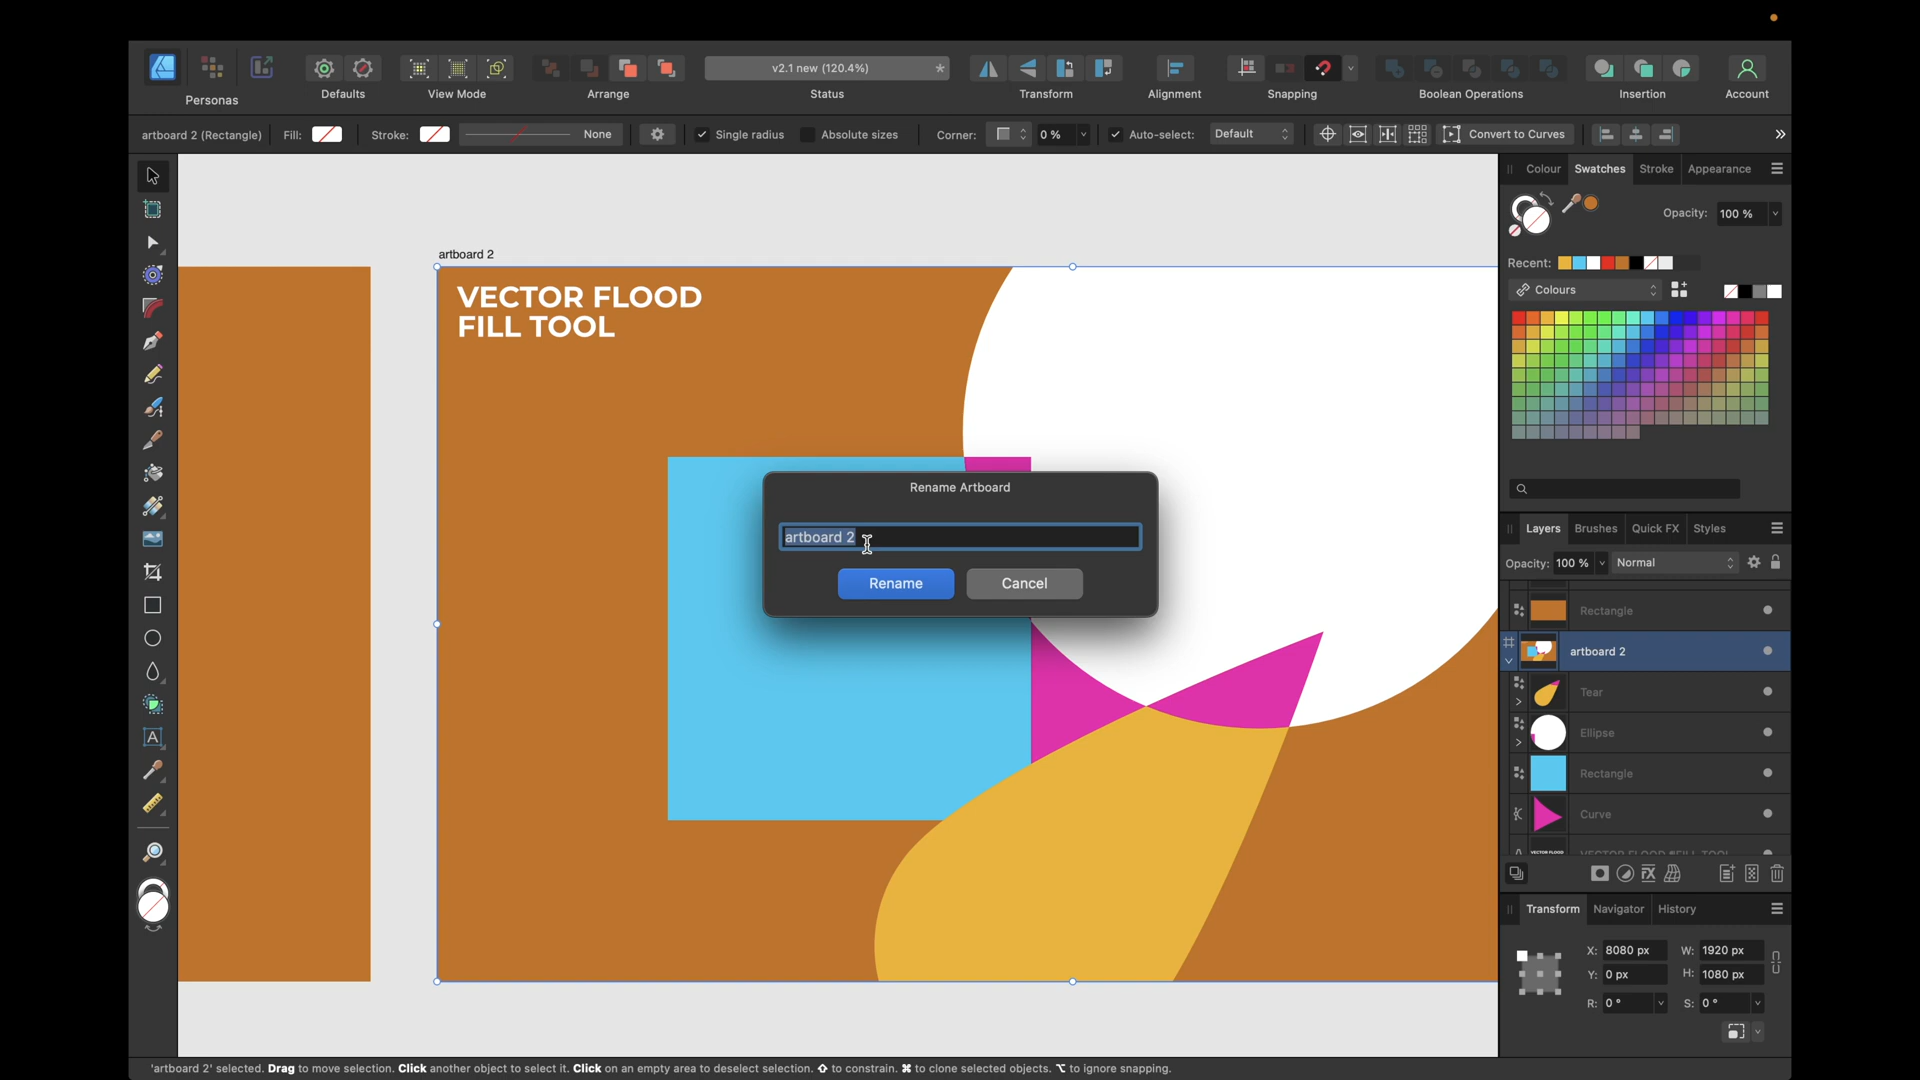 v2.1 new (120.4%)
*
Personas
Defaults
View Mode
Arrange
Status
Transform
Alignment
Snapping
Boolean Operations
Insertion
Account
artboard 2 (Rectangle)
Fill:
Stroke:
None
Single radius
Absolute sizes
Corner:
0 %
Auto-select:
Default
Convert to Curves
Colour
Swatches
Stroke
Appearance
Opacity:
100 %
Recent:
Colours
artboard 2
VECTOR FLOOD
FILL TOOL
Rename Artboard
artboard 2
Rename
Cancel
Layers
Brushes
Quick FX
Styles
Opacity:
100 %
Normal
Rectangle
artboard 2
Tear
Ellipse
Rectangle
Curve
Transform
Navigator
History
X: 8080 px
W: 1920 px
Y: 0 px
H: 1080 px
R: 0 °
S: 0 °
'artboard 2' selected. Drag to move selection. Click another object to select it. Click on an empty area to deselect selection. ⇧ to constrain. ⌘ to clone selected objects. ⌥ to ignore snapping.